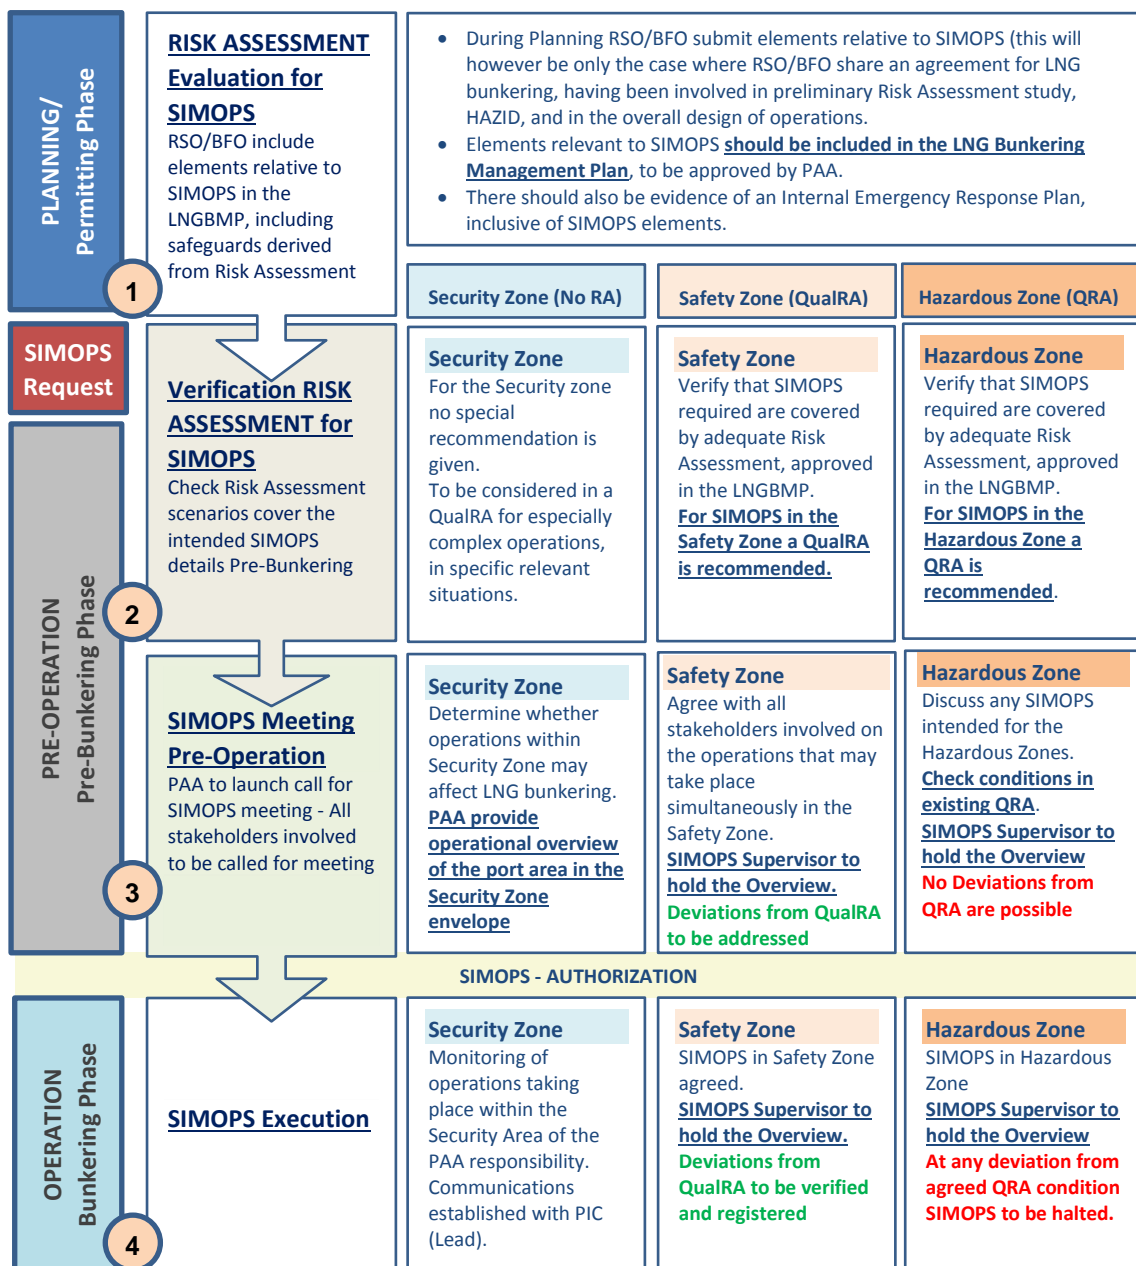 PLANNING/
Permitting Phase
1
RISK ASSESSMENT
Evaluation for
SIMOPS
RSO/BFO include
elements relative to
SIMOPS in the
LNGBMP, including
safeguards derived
from Risk Assessment
• During Planning RSO/BFO submit elements relative to SIMOPS (this will
however be only the case where RSO/BFO share an agreement for LNG
bunkering, having been involved in preliminary Risk Assessment study,
HAZID, and in the overall design of operations.
• Elements relevant to SIMOPS should be included in the LNG Bunkering
Management Plan, to be approved by PAA.
• There should also be evidence of an Internal Emergency Response Plan,
inclusive of SIMOPS elements.
Security Zone (No RA)
Safety Zone (QualRA)
Hazardous Zone (QRA)
SIMOPS
Request
PRE-OPERATION
Pre-Bunkering Phase
2
Verification RISK
ASSESSMENT for
SIMOPS
Check Risk Assessment
scenarios cover the
intended SIMOPS
details Pre-Bunkering
Security Zone
For the Security zone
no special
recommendation is
given.
To be considered in a
QualRA for especially
complex operations,
in specific relevant
situations.
Safety Zone
Verify that SIMOPS
required are covered
by adequate Risk
Assessment, approved
in the LNGBMP.
For SIMOPS in the
Safety Zone a QualRA
is recommended.
Hazardous Zone
Verify that SIMOPS
required are covered
by adequate Risk
Assessment, approved
in the LNGBMP.
For SIMOPS in the
Hazardous Zone a
QRA is
recommended.
3
SIMOPS Meeting
Pre-Operation
PAA to launch call for
SIMOPS meeting - All
stakeholders involved
to be called for meeting
Security Zone
Determine whether
operations within
Security Zone may
affect LNG bunkering.
PAA provide
operational overview
of the port area in the
Security Zone
envelope
Safety Zone
Agree with all
stakeholders involved on
the operations that may
take place
simultaneously in the
Safety Zone.
SIMOPS Supervisor to
hold the Overview.
Deviations from QualRA
to be addressed
Hazardous Zone
Discuss any SIMOPS
intended for the
Hazardous Zones.
Check conditions in
existing QRA.
SIMOPS Supervisor to
hold the Overview
No Deviations from
QRA are possible
SIMOPS - AUTHORIZATION
OPERATION
Bunkering Phase
4
SIMOPS Execution
Security Zone
Monitoring of
operations taking
place within the
Security Area of the
PAA responsibility.
Communications
established with PIC
(Lead).
Safety Zone
SIMOPS in Safety Zone
agreed.
SIMOPS Supervisor to
hold the Overview.
Deviations from
QualRA to be verified
and registered
Hazardous Zone
SIMOPS in Hazardous
Zone
SIMOPS Supervisor to
hold the Overview
At any deviation from
agreed QRA condition
SIMOPS to be halted.